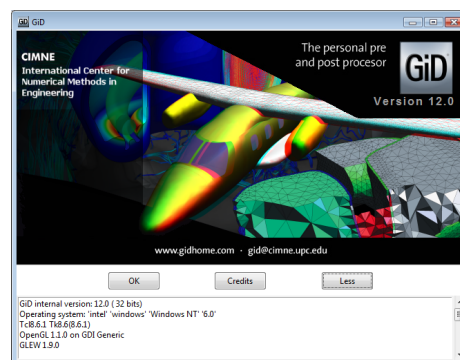 GiD
CIMNE
International Center for
Numerical Methods in
Engineering
The personal pre
and post procesor
GiD
Version 12.0
www.gidhome.com · gid@cimne.upc.edu
OK
Credits
Less
GiD internal version: 12.0 ( 32 bits)
Operating system: 'intel' 'windows' 'Windows NT' '6.0'
Tcl8.6.1 Tk8.6(8.6.1)
OpenGL 1.1.0 on GDI Generic
GLEW 1.9.0